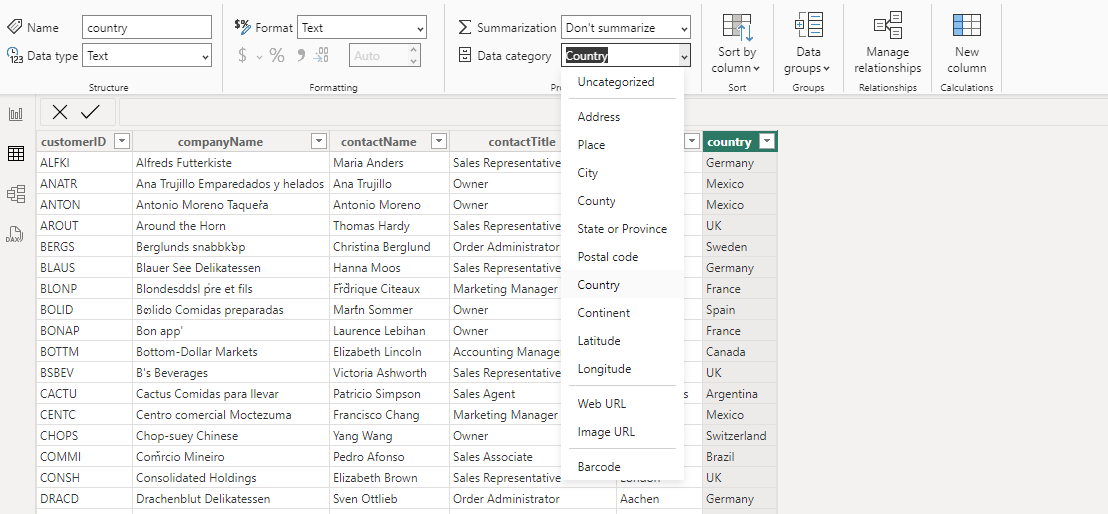 Name country Format Text Summarization Don't summarize
Data type Text $ % Auto Data category Country
Sort by column Data groups Manage relationships New column
Structure Formatting Sort Groups Relationships Calculations
Uncategorized
Address
Place
City
County
State or Province
Postal code
Country
Continent
Latitude
Longitude
Web URL
Image URL
Barcode
customerID companyName contactName contactTitle country
ALFKI Alfreds Futterkiste Maria Anders Sales Representative Germany
ANATR Ana Trujillo Emparedados y helados Ana Trujillo Owner Mexico
ANTON Antonio Moreno Antonio Moreno Owner Mexico
AROUT Around the Horn Thomas Hardy Sales Representative UK
BERGS Berglunds Christina Berglund Order Administrator Sweden
BLAUS Blauer See Delikatessen Hanna Moos Sales Representative Germany
BLONP Blondesddsl et fils Citeaux Marketing Manager France
BOLID Comidas preparadas Sommer Owner Spain
BONAP Bon app' Laurence Lebihan Owner France
BOTTM Bottom-Dollar Markets Elizabeth Lincoln Accounting Canada
BSBEV B's Beverages Victoria Ashworth Sales Representative UK
CACTU Cactus Comidas para llevar Patricio Simpson Sales Agent Argentina
CENTC Centro comercial Moctezuma Francisco Chang Marketing Manager Mexico
CHOPS Chop-suey Chinese Yang Wang Owner Switzerland
COMMI Mineiro Pedro Afonso Sales Associate Brazil
CONSH Consolidated Holdings Elizabeth Brown Sales Representative London UK
DRACD Drachenblut Delikatessen Sven Ottlieb Order Administrator Aachen Germany